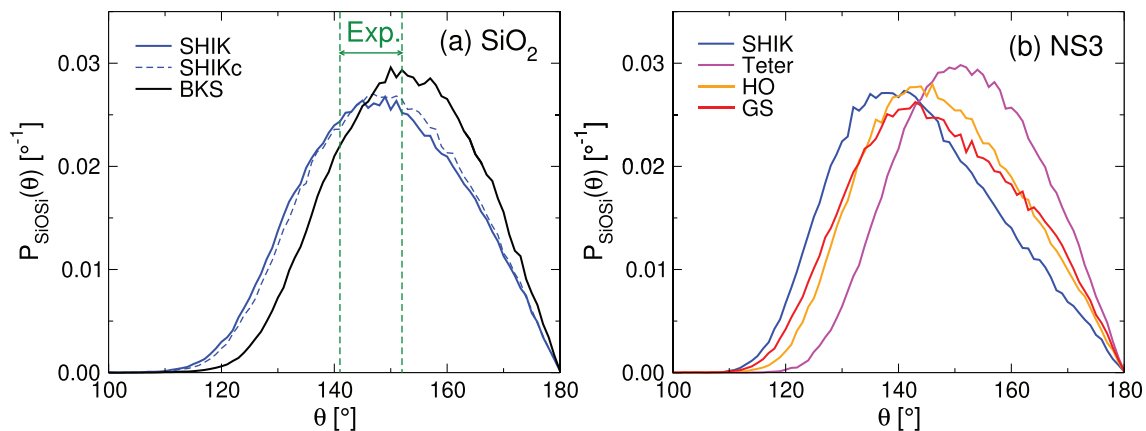 (a) SiO₂
Exp.
SHIK
SHIKc
BKS
P_SiOSi(θ) [°⁻¹]
0.03
0.02
0.01
0.00
100 120 140 160 180
θ [°]
(b) NS3
SHIK
Teter
HO
GS
P_SiOSi(θ) [°⁻¹]
0.03
0.02
0.01
0.00
100 120 140 160 180
θ [°]